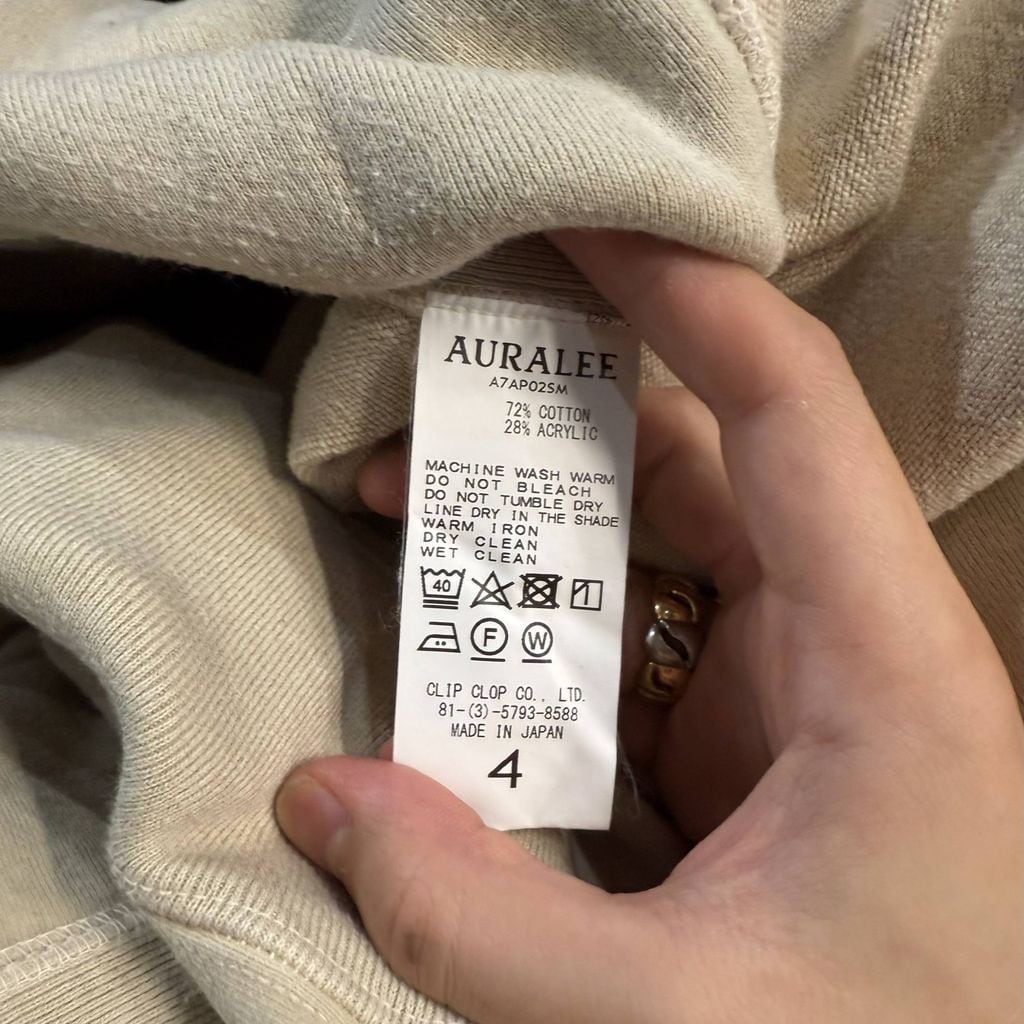 AURALEE
A7AP02SM
72% COTTON
28% ACRYLIC
MACHINE WASH WARM
DO NOT BLEACH
DO NOT TUMBLE DRY
LINE DRY IN THE SHADE
WARM IRON
DRY CLEAN
WET CLEAN
40
F W
CLIP CLOP CO., LTD.
81-(3)-5793-8588
MADE IN JAPAN
4